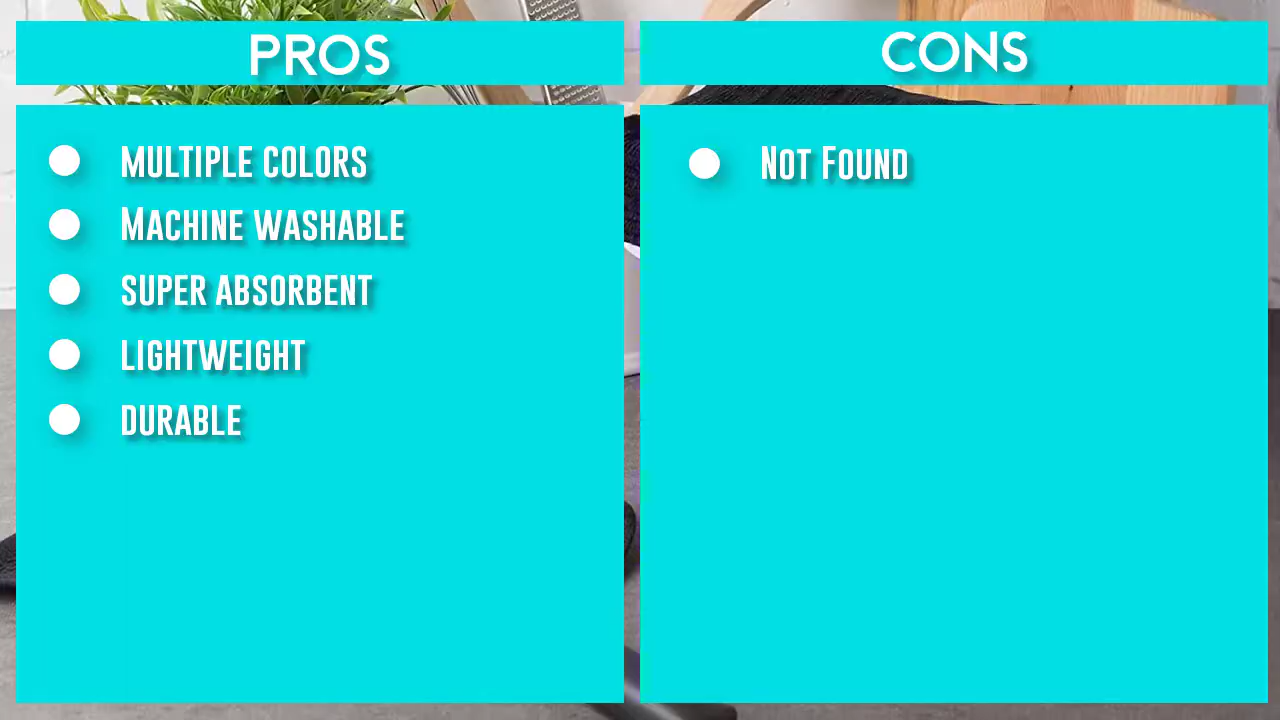 PROS
MULTIPLE COLORS
MACHINE WASHABLE
SUPER ABSORBENT
LIGHTWEIGHT
DURABLE
CONS
NOT FOUND